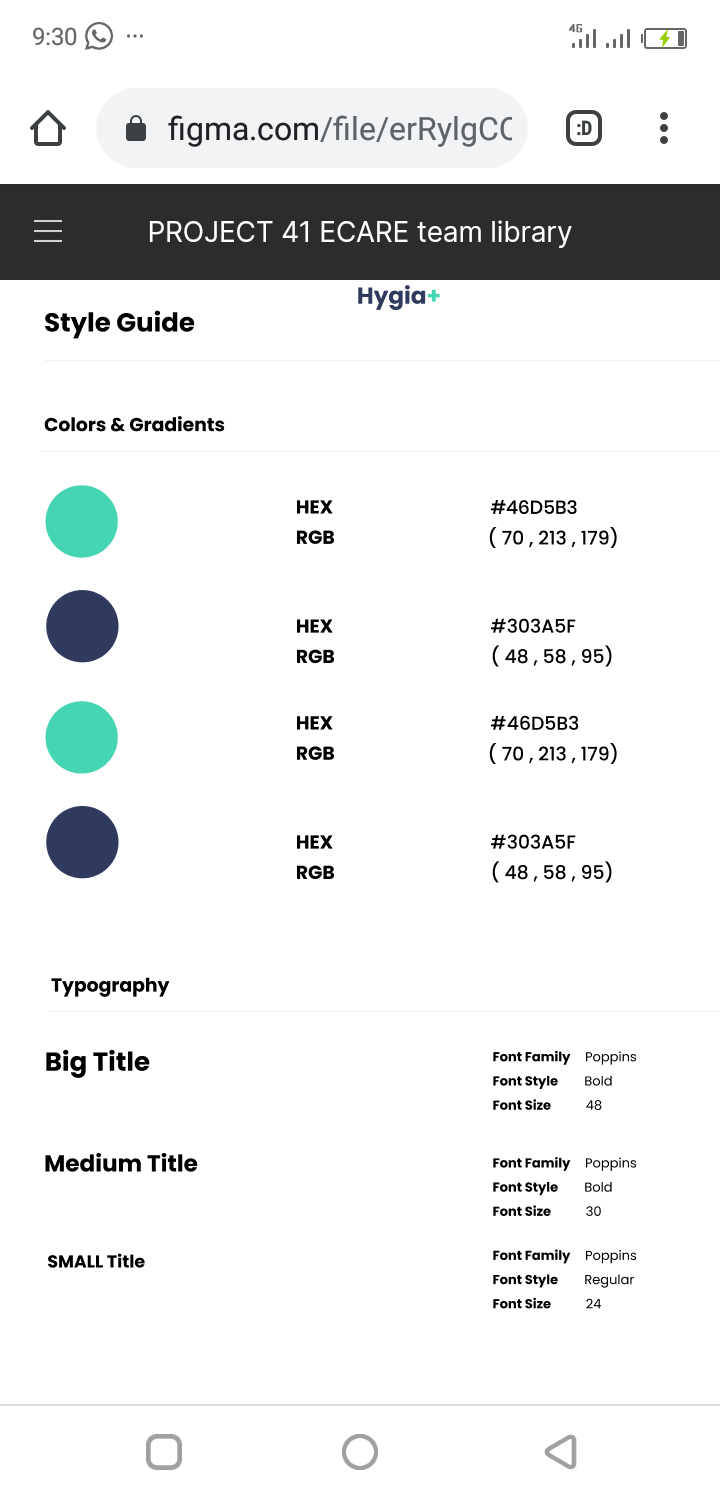 9:30
4G
figma.com/file/erRylgCC
:D
PROJECT 41 ECARE team library
Hygia+
Style Guide
Colors & Gradients
HEX #46D5B3
RGB ( 70 , 213 , 179)
HEX #303A5F
RGB ( 48 , 58 , 95)
HEX #46D5B3
RGB ( 70 , 213 , 179)
HEX #303A5F
RGB ( 48 , 58 , 95)
Typography
Big Title
Font Family Poppins
Font Style Bold
Font Size 48
Medium Title
Font Family Poppins
Font Style Bold
Font Size 30
SMALL Title
Font Family Poppins
Font Style Regular
Font Size 24